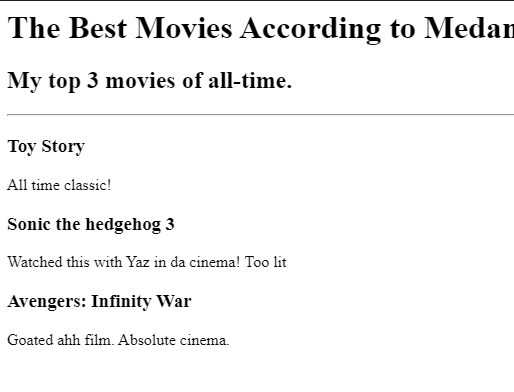 The Best Movies According to Medan
My top 3 movies of all-time.
Toy Story
All time classic!
Sonic the hedgehog 3
Watched this with Yaz in da cinema! Too lit
Avengers: Infinity War
Goated ahh film. Absolute cinema.